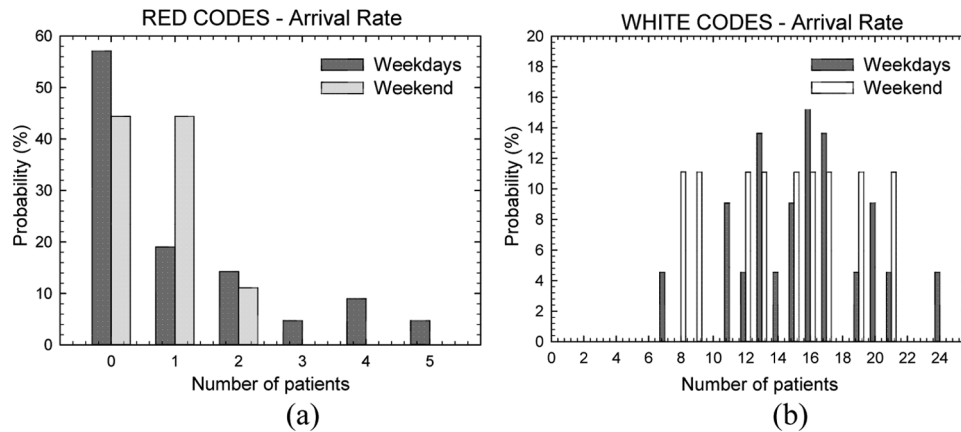 RED CODES - Arrival Rate
60
50
40
30
20
10
0
Probability (%)
Weekdays
Weekend
0 1 2 3 4 5
Number of patients
(a)
WHITE CODES - Arrival Rate
20
18
16
14
12
10
8
6
4
2
0
Probability (%)
Weekdays
Weekend
0 2 4 6 8 10 12 14 16 18 20 22 24
Number of patients
(b)